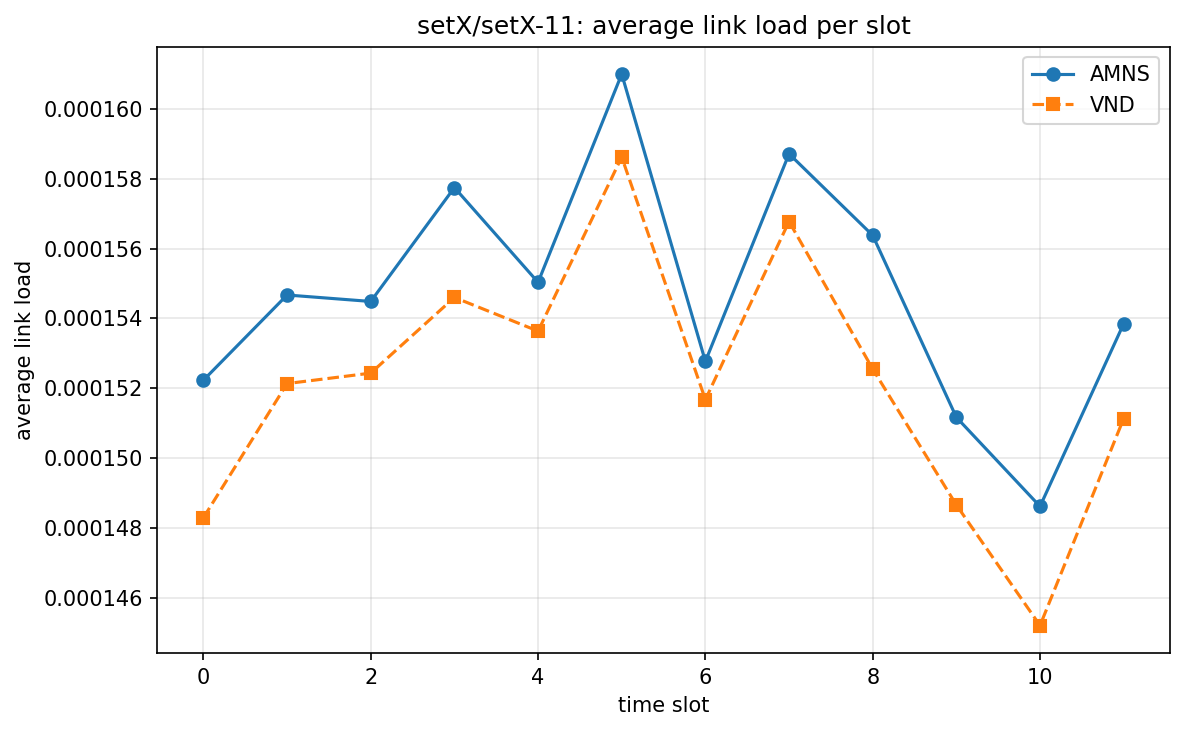 setX/setX-11: average link load per slot
AMNS
VND
average link load
0.000160
0.000158
0.000156
0.000154
0.000152
0.000150
0.000148
0.000146
0 2 4 6 8 10
time slot